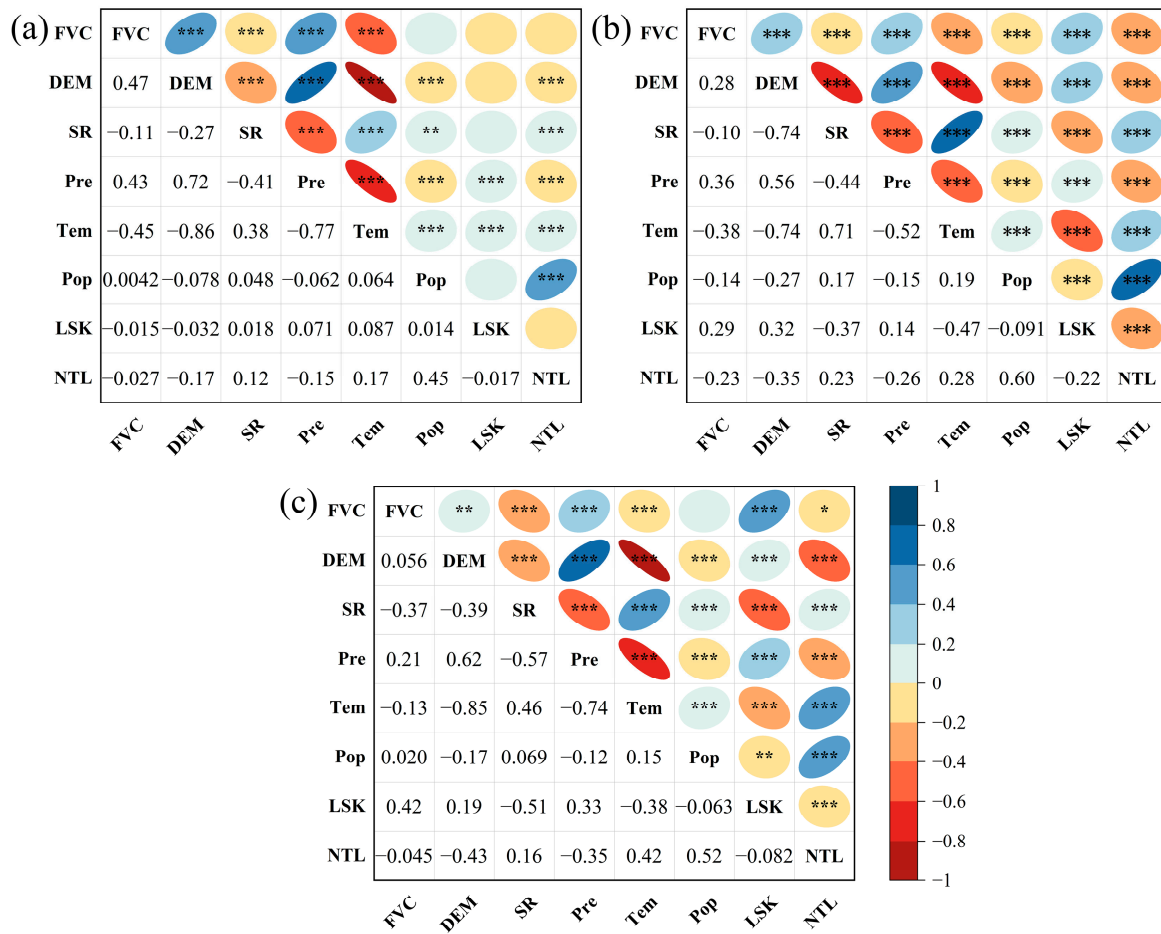 (a)
FVC FVC *** *** *** ***
DEM 0.47 DEM *** *** *** *** ***
SR −0.11 −0.27 SR *** *** ** ***
Pre 0.43 0.72 −0.41 Pre *** *** *** ***
Tem −0.45 −0.86 0.38 −0.77 Tem *** *** ***
Pop 0.0042 −0.078 0.048 −0.062 0.064 Pop ***
LSK −0.015 −0.032 0.018 0.071 0.087 0.014 LSK
NTL −0.027 −0.17 0.12 −0.15 0.17 0.45 −0.017 NTL
FVC DEM SR Pre Tem Pop LSK NTL
(b)
FVC FVC *** *** *** *** *** *** ***
DEM 0.28 DEM *** *** *** *** *** ***
SR −0.10 −0.74 SR *** *** *** *** ***
Pre 0.36 0.56 −0.44 Pre *** *** *** ***
Tem −0.38 −0.74 0.71 −0.52 Tem *** *** ***
Pop −0.14 −0.27 0.17 −0.15 0.19 Pop *** ***
LSK 0.29 0.32 −0.37 0.14 −0.47 −0.091 LSK ***
NTL −0.23 −0.35 0.23 −0.26 0.28 0.60 −0.22 NTL
FVC DEM SR Pre Tem Pop LSK NTL
(c)
FVC FVC ** *** *** *** *** *
DEM 0.056 DEM *** *** *** *** *** ***
SR −0.37 −0.39 SR *** *** *** *** ***
Pre 0.21 0.62 −0.57 Pre *** *** *** ***
Tem −0.13 −0.85 0.46 −0.74 Tem *** *** ***
Pop 0.020 −0.17 0.069 −0.12 0.15 Pop ** ***
LSK 0.42 0.19 −0.51 0.33 −0.38 −0.063 LSK ***
NTL −0.045 −0.43 0.16 −0.35 0.42 0.52 −0.082 NTL
FVC DEM SR Pre Tem Pop LSK NTL
1
0.8
0.6
0.4
0.2
0
−0.2
−0.4
−0.6
−0.8
−1